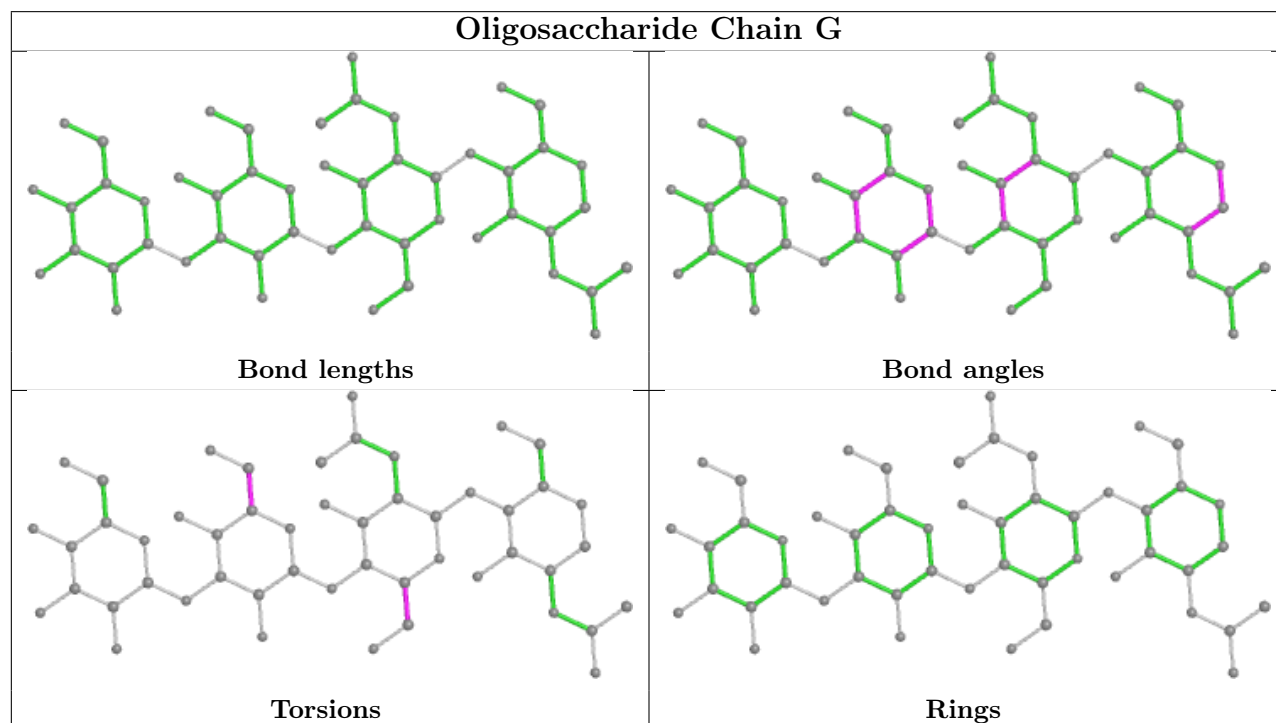 Oligosaccharide Chain G
Bond lengths
Bond angles
Torsions
Rings